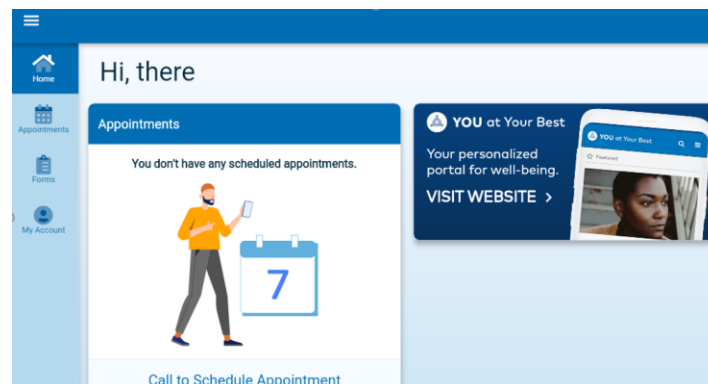 Hi, there
Home
Appointments
Forms
My Account
Appointments
You don't have any scheduled appointments.
7
Call to Schedule Appointment
YOU at Your Best
Your personalized
portal for well-being.
VISIT WEBSITE >
YOU at Your Best
Featured